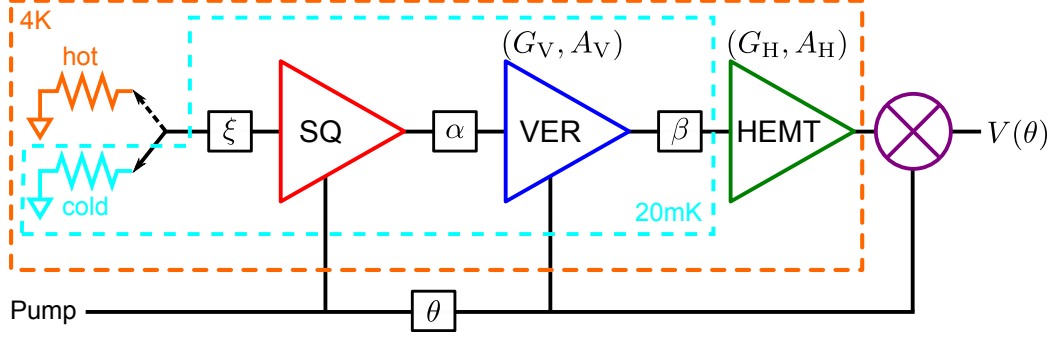 4K
hot
cold
ξ
SQ
α
(G_V, A_V)
VER
β
20mK
(G_H, A_H)
HEMT
V(θ)
Pump
θ